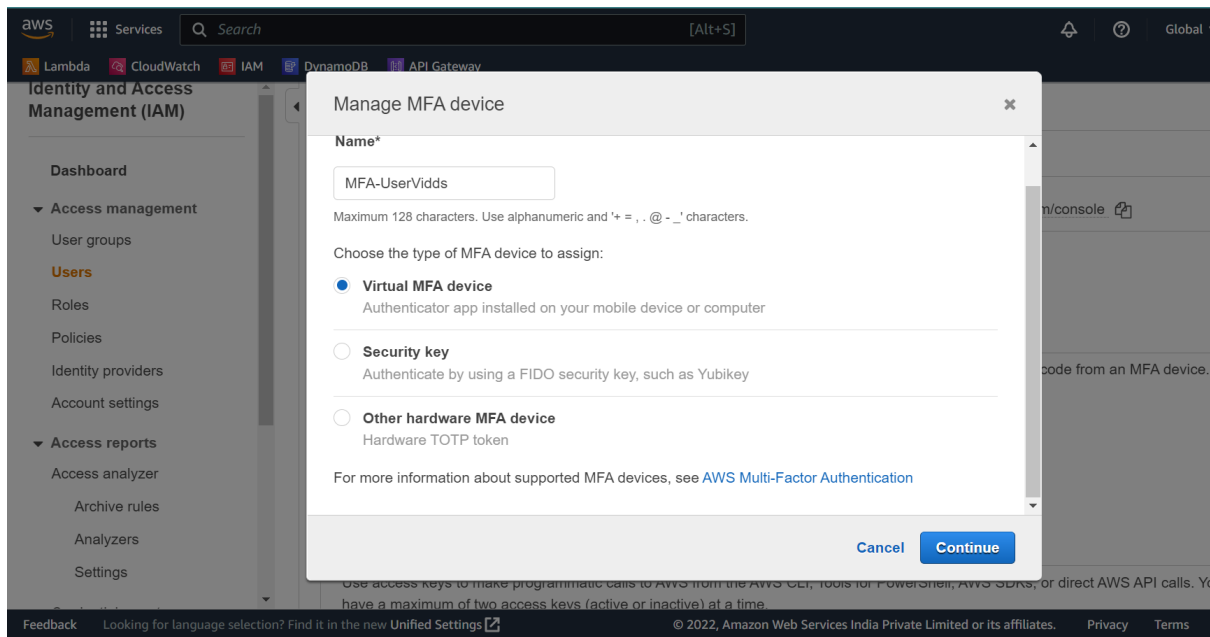 aws
Services
Search
[Alt+S]
Global
Lambda
CloudWatch
IAM
DynamoDB
API Gateway
Identity and Access
Management (IAM)
Dashboard
Access management
User groups
Users
Roles
Policies
Identity providers
Account settings
Access reports
Access analyzer
Archive rules
Analyzers
Settings
Manage MFA device
Name*
MFA-UserVidds
Maximum 128 characters. Use alphanumeric and '+ = , . @ - _' characters.
Choose the type of MFA device to assign:
Virtual MFA device
Authenticator app installed on your mobile device or computer
Security key
Authenticate by using a FIDO security key, such as Yubikey
Other hardware MFA device
Hardware TOTP token
For more information about supported MFA devices, see AWS Multi-Factor Authentication
Cancel
Continue
m/console
code from an MFA device.
Use access keys to make programmatic calls to AWS from the AWS CLI, Tools for PowerShell, AWS SDKs, or direct AWS API calls.
have a maximum of two access keys (active or inactive) at a time.
Feedback
Looking for language selection? Find it in the new Unified Settings
© 2022, Amazon Web Services India Private Limited or its affiliates.
Privacy
Terms